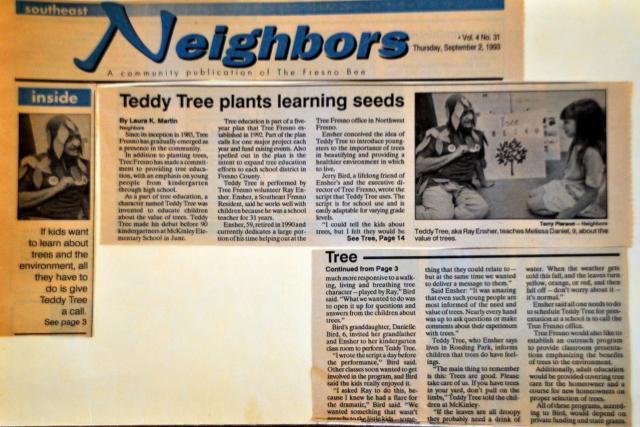 southeast
Neighbors
• Vol. 4 No. 31
Thursday, September 2, 1993
A community publication of The Fresno Bee
inside
If kids want
to learn about
trees and the
environment, all
they have to
do is give
Teddy Tree
a call.
See page 3
Teddy Tree plants learning seeds
By Laura K. Martin
Neighbors
Since its inception in 1985, Tree
Fresno has gradually emerged as
a presence in the community.
In addition to planting trees,
Tree Fresno has made a commit-
ment to providing tree educa-
tion, with an emphasis on young
people from kindergarten
through high school.
As a part of tree education, a
character named Teddy Tree was
invented to educate children
about the value of trees. Teddy
Tree made his debut before 90
kindergartners at McKinley Ele-
mentary School in June.
Tree education is part of a five-
year plan that Tree Fresno es-
tablished in 1992. Part of the plan
calls for one major project each
year and fund raising events. Also
spelled out in the plan is the
intent to expand tree education
efforts to each school district in
Fresno County.
Teddy Tree is performed by
Tree Fresno volunteer Ray En-
sher. Ensher, a Southeast Fresno
Resident, said he works well with
children because he was a school
teacher for 31 years.
Ensher, 59, retired in 1990 and
currently dedicates a large por-
tion of his time helping out at the
Tree Fresno office in Northwest
Fresno.
Ensher conceived the idea of
Teddy Tree to introduce young-
sters to the importance of trees
in beautifying and providing a
healthier environment in which
to live.
Jerry Bird, a lifelong friend of
Ensher's and the executive di-
rector of Tree Fresno, wrote the
script that Teddy Tree uses. The
script is for school use and is
easily adaptable for varying grade
levels.
"I could tell the kids about
trees, but I felt they would be
See Tree, Page 14
Terry Pierson — Neighbors
Teddy Tree, aka Ray Ensher, teaches Melissa Daniel, 9, about the
value of trees.
Tree
Continued from Page 3
much more responsive to a walk-
ing, living and breathing tree
character — played by Ray," Bird
said. "What we wanted to do was
to open it up for questions and
answers from the children about
trees."
Bird's granddaughter, Danielle
Bird, 6, invited her grandfather
and Ensher to her kindergarten
class room to perform Teddy Tree.
"I wrote the script a day before
the performance," Bird said.
Other classes soon wanted to get
involved in the program, and Bird
said the kids really enjoyed it.
"I asked Ray to do this, be-
cause I knew he had a flare for
the dramatic," Bird said. "We
wanted something that wasn't
thing that they could relate to —
but at the same time we wanted
to deliver a message to them."
Said Ensher: "It was amazing
that even such young people are
most informed of the need and
value of trees. Nearly every hand
was up to ask questions or make
comments about their experiences
with trees."
Teddy Tree, who Ensher says
lives in Roeding Park, informs
children that trees do have feel-
ings.
"The main thing to remember
is this: Trees are good. Please
take care of us. If you have trees
in your yard, don't pull on the
limbs," Teddy Tree told the chil-
dren at McKinley.
"If the leaves are all droopy
they probably need a drink of
water. When the weather gets
cold this fall, and the leaves turn
yellow, orange, or red, and then
fall off — don't worry about it —
it's normal."
Ensher said all one needs to do
to schedule Teddy Tree for pres-
entation at a school is to call the
Tree Fresno office.
Tree Fresno would also like to
establish an outreach program
to provide classroom presenta-
tions emphasizing the benefits
of trees to the environment.
Additionally, adult education
would be provided covering tree
care for the homeowner and a
course for new homeowners on
proper selection of trees.
All of these programs, accord-
ing to Bird, would depend on
private funding and state grants.